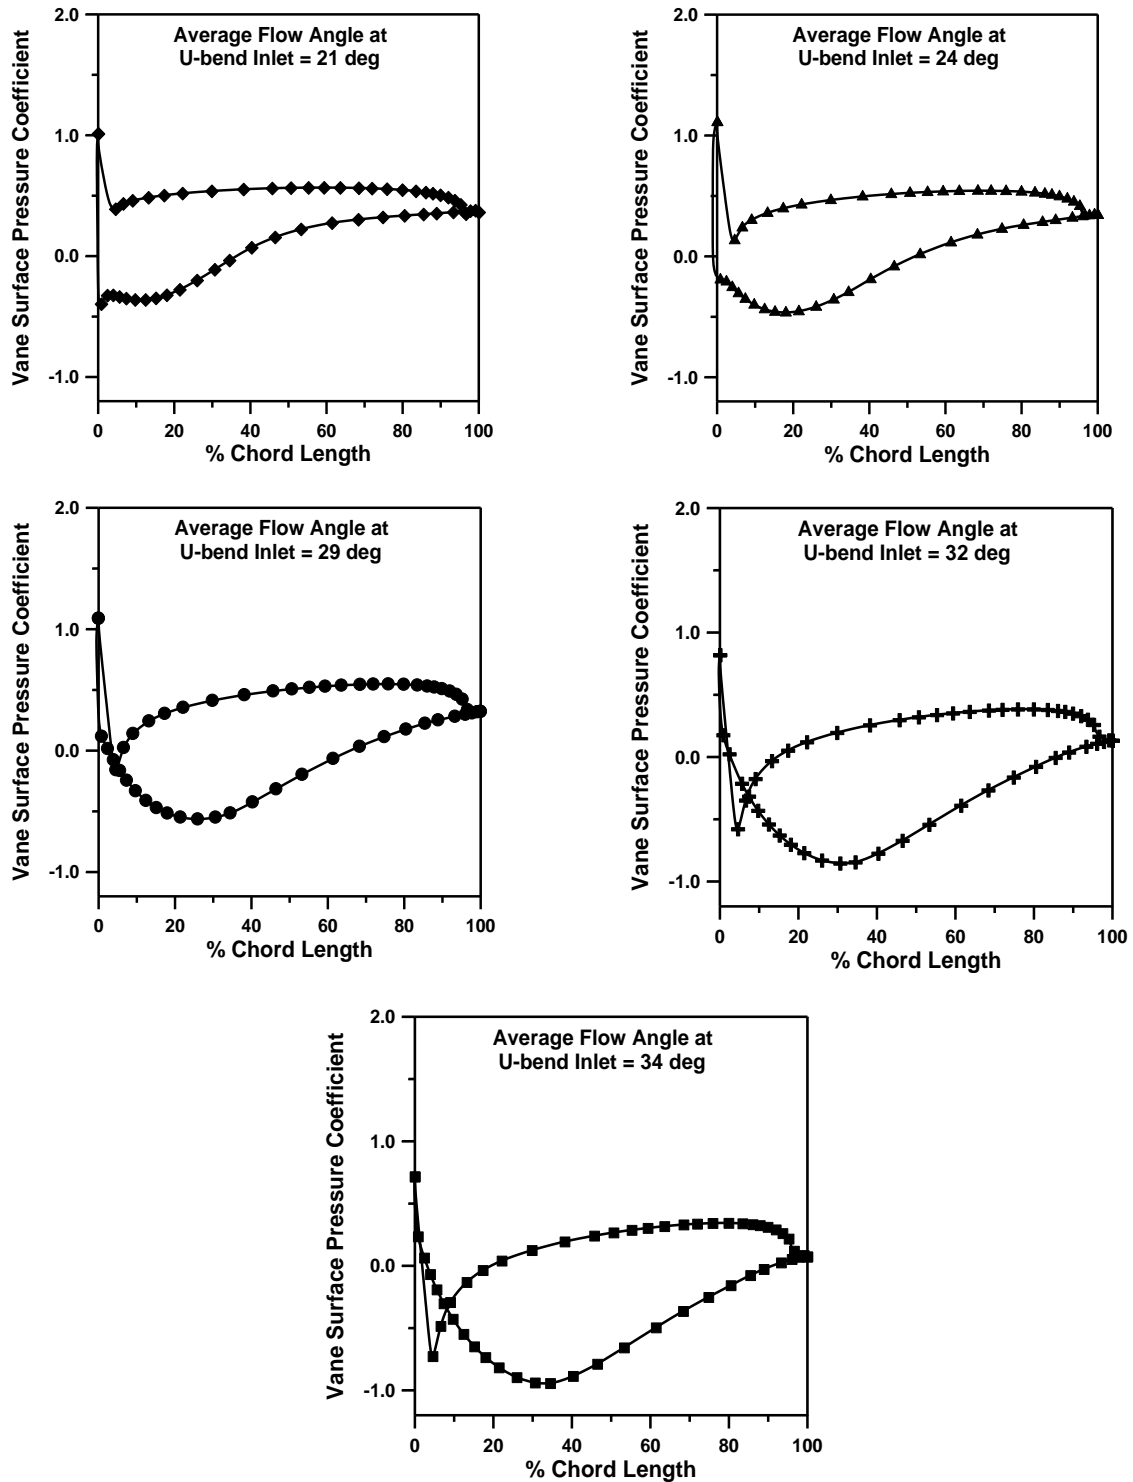 Average Flow Angle at
U-bend Inlet = 21 deg
Vane Surface Pressure Coefficient
2.0
1.0
0.0
-1.0
0 20 40 60 80 100
% Chord Length
Average Flow Angle at
U-bend Inlet = 24 deg
Vane Surface Pressure Coefficient
2.0
1.0
0.0
-1.0
0 20 40 60 80 100
% Chord Length
Average Flow Angle at
U-bend Inlet = 29 deg
Vane Surface Pressure Coefficient
2.0
1.0
0.0
-1.0
0 20 40 60 80 100
% Chord Length
Average Flow Angle at
U-bend Inlet = 32 deg
Vane Surface Pressure Coefficient
2.0
1.0
0.0
-1.0
0 20 40 60 80 100
% Chord Length
Average Flow Angle at
U-bend Inlet = 34 deg
Vane Surface Pressure Coefficient
2.0
1.0
0.0
-1.0
0 20 40 60 80 100
% Chord Length